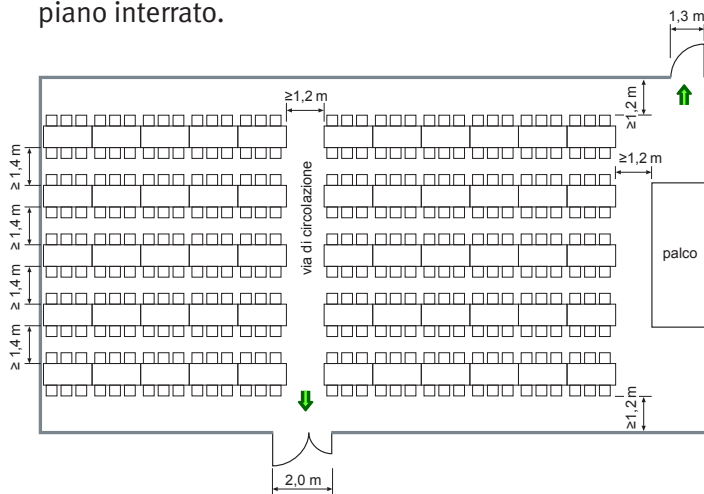 piano interrato.
1,3 m
≥1,2 m
≥1,2 m
≥1,2 m
≥ 1,4 m
≥ 1,4 m
≥ 1,4 m
≥ 1,4 m
via di circolazione
palco
≥1,2 m
2,0 m